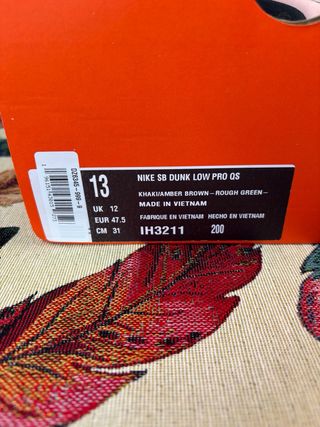 13
UK 12
EUR 47.5
CM 31
NIKE SB DUNK LOW PRO QS
KHAKI/AMBER BROWN–ROUGH GREEN–
MADE IN VIETNAM
FABRIQUE EN VIETNAM HECHO EN VIETNAM
IH3211 200